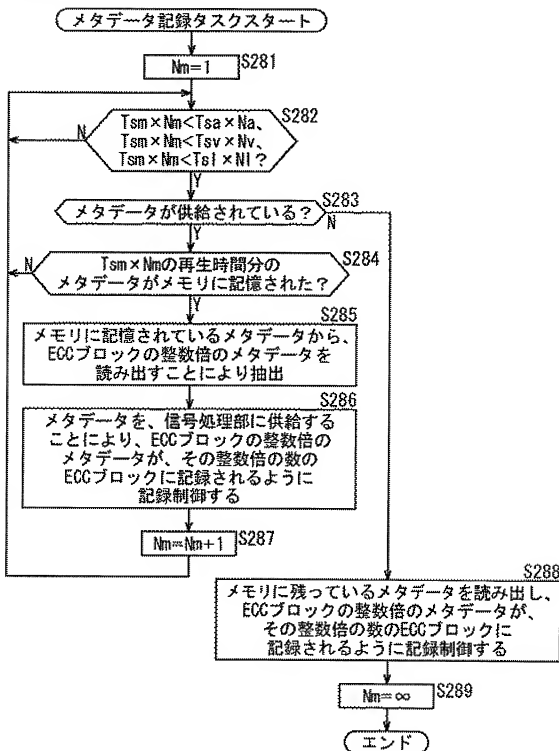 メタデータ記録タスクスタート
Nm=1
S281
S282
Tsm×Nm<Tsa×Na、
Tsm×Nm<Tsv×Nv、
Tsm×Nm<Tsl×Nl?
N
Y
S283
メタデータが供給されている?
N
Y
S284
Tsm×Nmの再生時間分の
メタデータがメモリに記憶された?
N
Y
S285
メモリに記憶されているメタデータから、
ECCブロックの整数倍のメタデータを
読み出すことにより抽出
S286
メタデータを、信号処理部に供給する
ことにより、ECCブロックの整数倍の
メタデータが、その整数倍の数の
ECCブロックに記録されるように
記録制御する
Nm=Nm+1
S287
S288
メモリに残っているメタデータを読み出し、
ECCブロックの整数倍のメタデータが、
その整数倍の数のECCブロックに
記録されるように記録制御する
Nm=∞
S289
エンド